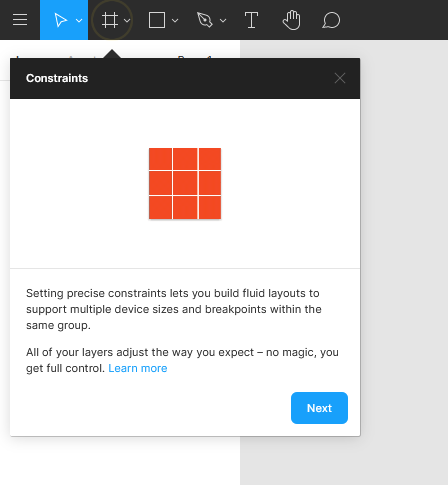 Constraints
Setting precise constraints lets you build fluid layouts to
support multiple device sizes and breakpoints within the
same group.
All of your layers adjust the way you expect – no magic, you
get full control. Learn more
Next